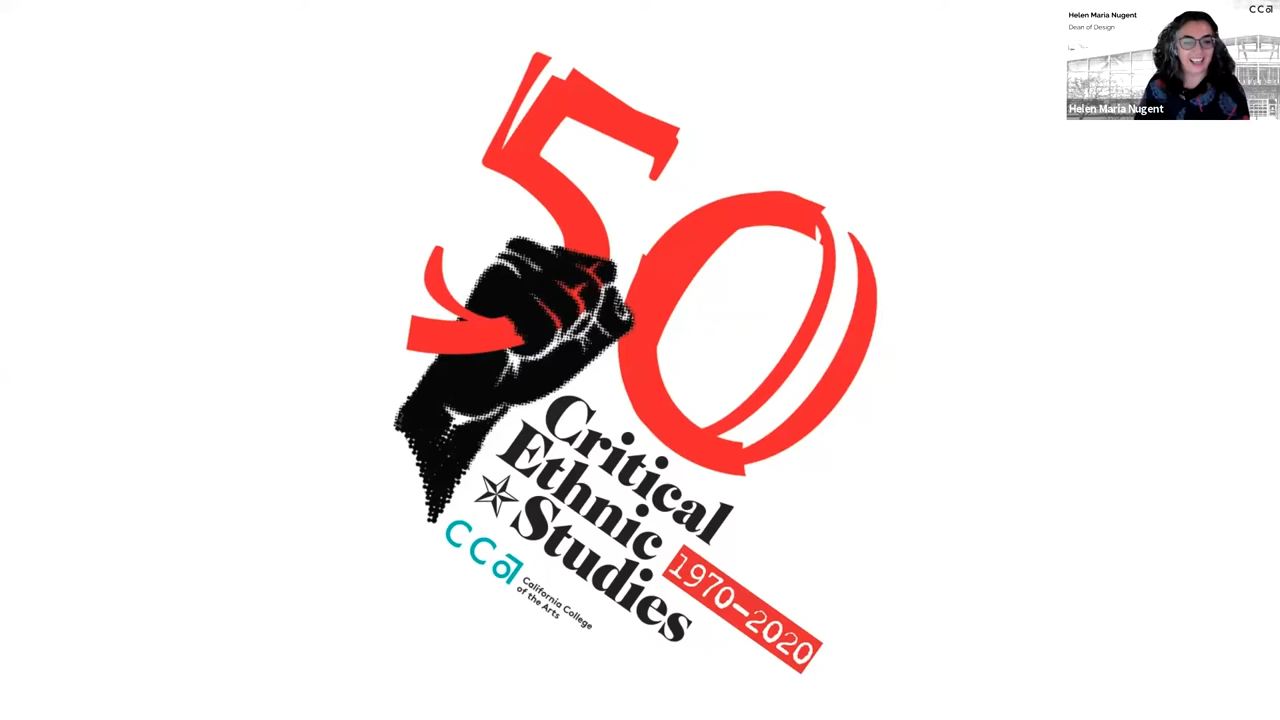 50
Critical
Ethnic
Studies
1970–2020
CCA
California College
of the Arts
Helen Maria Nugent
Dean of Design
CCA
Helen Maria Nugent